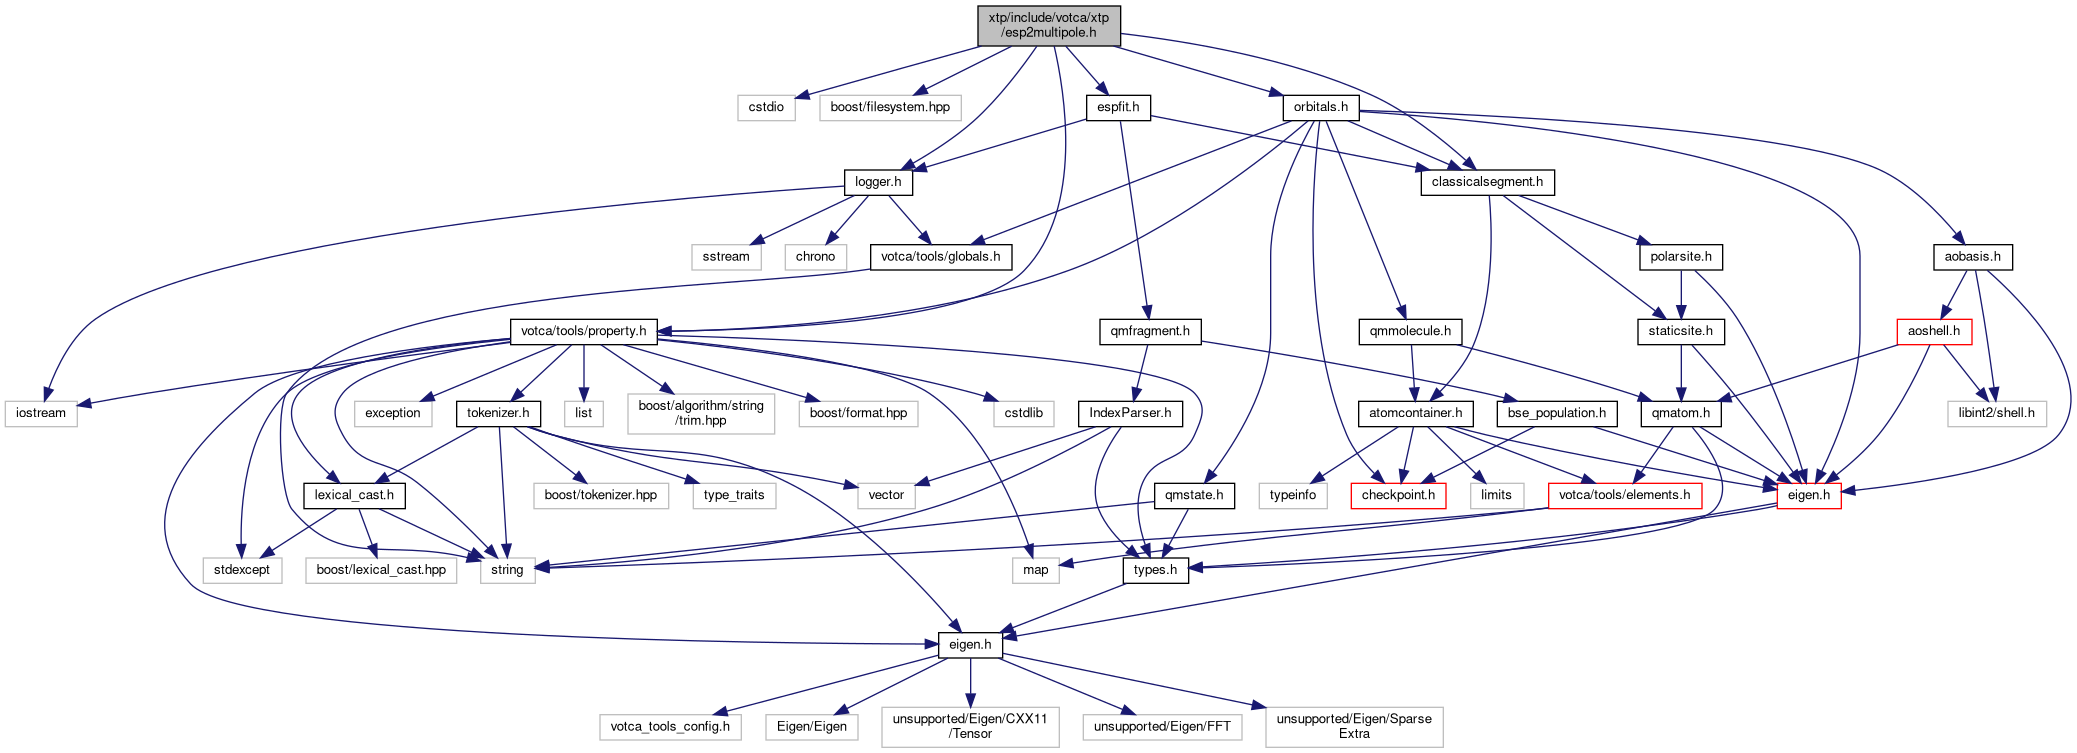 xtp/include/votca/xtp
/esp2multipole.h
cstdio
boost/filesystem.hpp
espfit.h
orbitals.h
logger.h
classicalsegment.h
sstream
chrono
votca/tools/globals.h
polarsite.h
aobasis.h
votca/tools/property.h
qmfragment.h
qmmolecule.h
staticsite.h
aoshell.h
iostream
exception
tokenizer.h
list
boost/algorithm/string
/trim.hpp
boost/format.hpp
cstdlib
IndexParser.h
atomcontainer.h
bse_population.h
qmatom.h
libint2/shell.h
lexical_cast.h
boost/tokenizer.hpp
type_traits
vector
qmstate.h
typeinfo
checkpoint.h
limits
votca/tools/elements.h
eigen.h
stdexcept
boost/lexical_cast.hpp
string
map
types.h
eigen.h
votca_tools_config.h
Eigen/Eigen
unsupported/Eigen/CXX11
/Tensor
unsupported/Eigen/FFT
unsupported/Eigen/Sparse
Extra